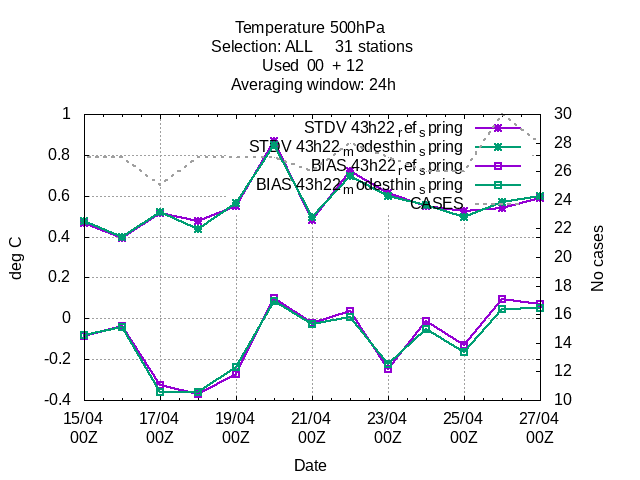 Temperature 500hPa
Selection: ALL 31 stations
Used 00 + 12
Averaging window: 24h
STDV 43h22_ref_spring
STDV 43h22_modesthin_spring
BIAS 43h22_ref_spring
BIAS 43h22_modesthin_spring
CASES
deg C
1
0.8
0.6
0.4
0.2
0
-0.2
-0.4
No cases
30
28
26
24
22
20
18
16
14
12
10
15/04 17/04 19/04 21/04 23/04 25/04 27/04
00Z 00Z 00Z 00Z 00Z 00Z 00Z
Date